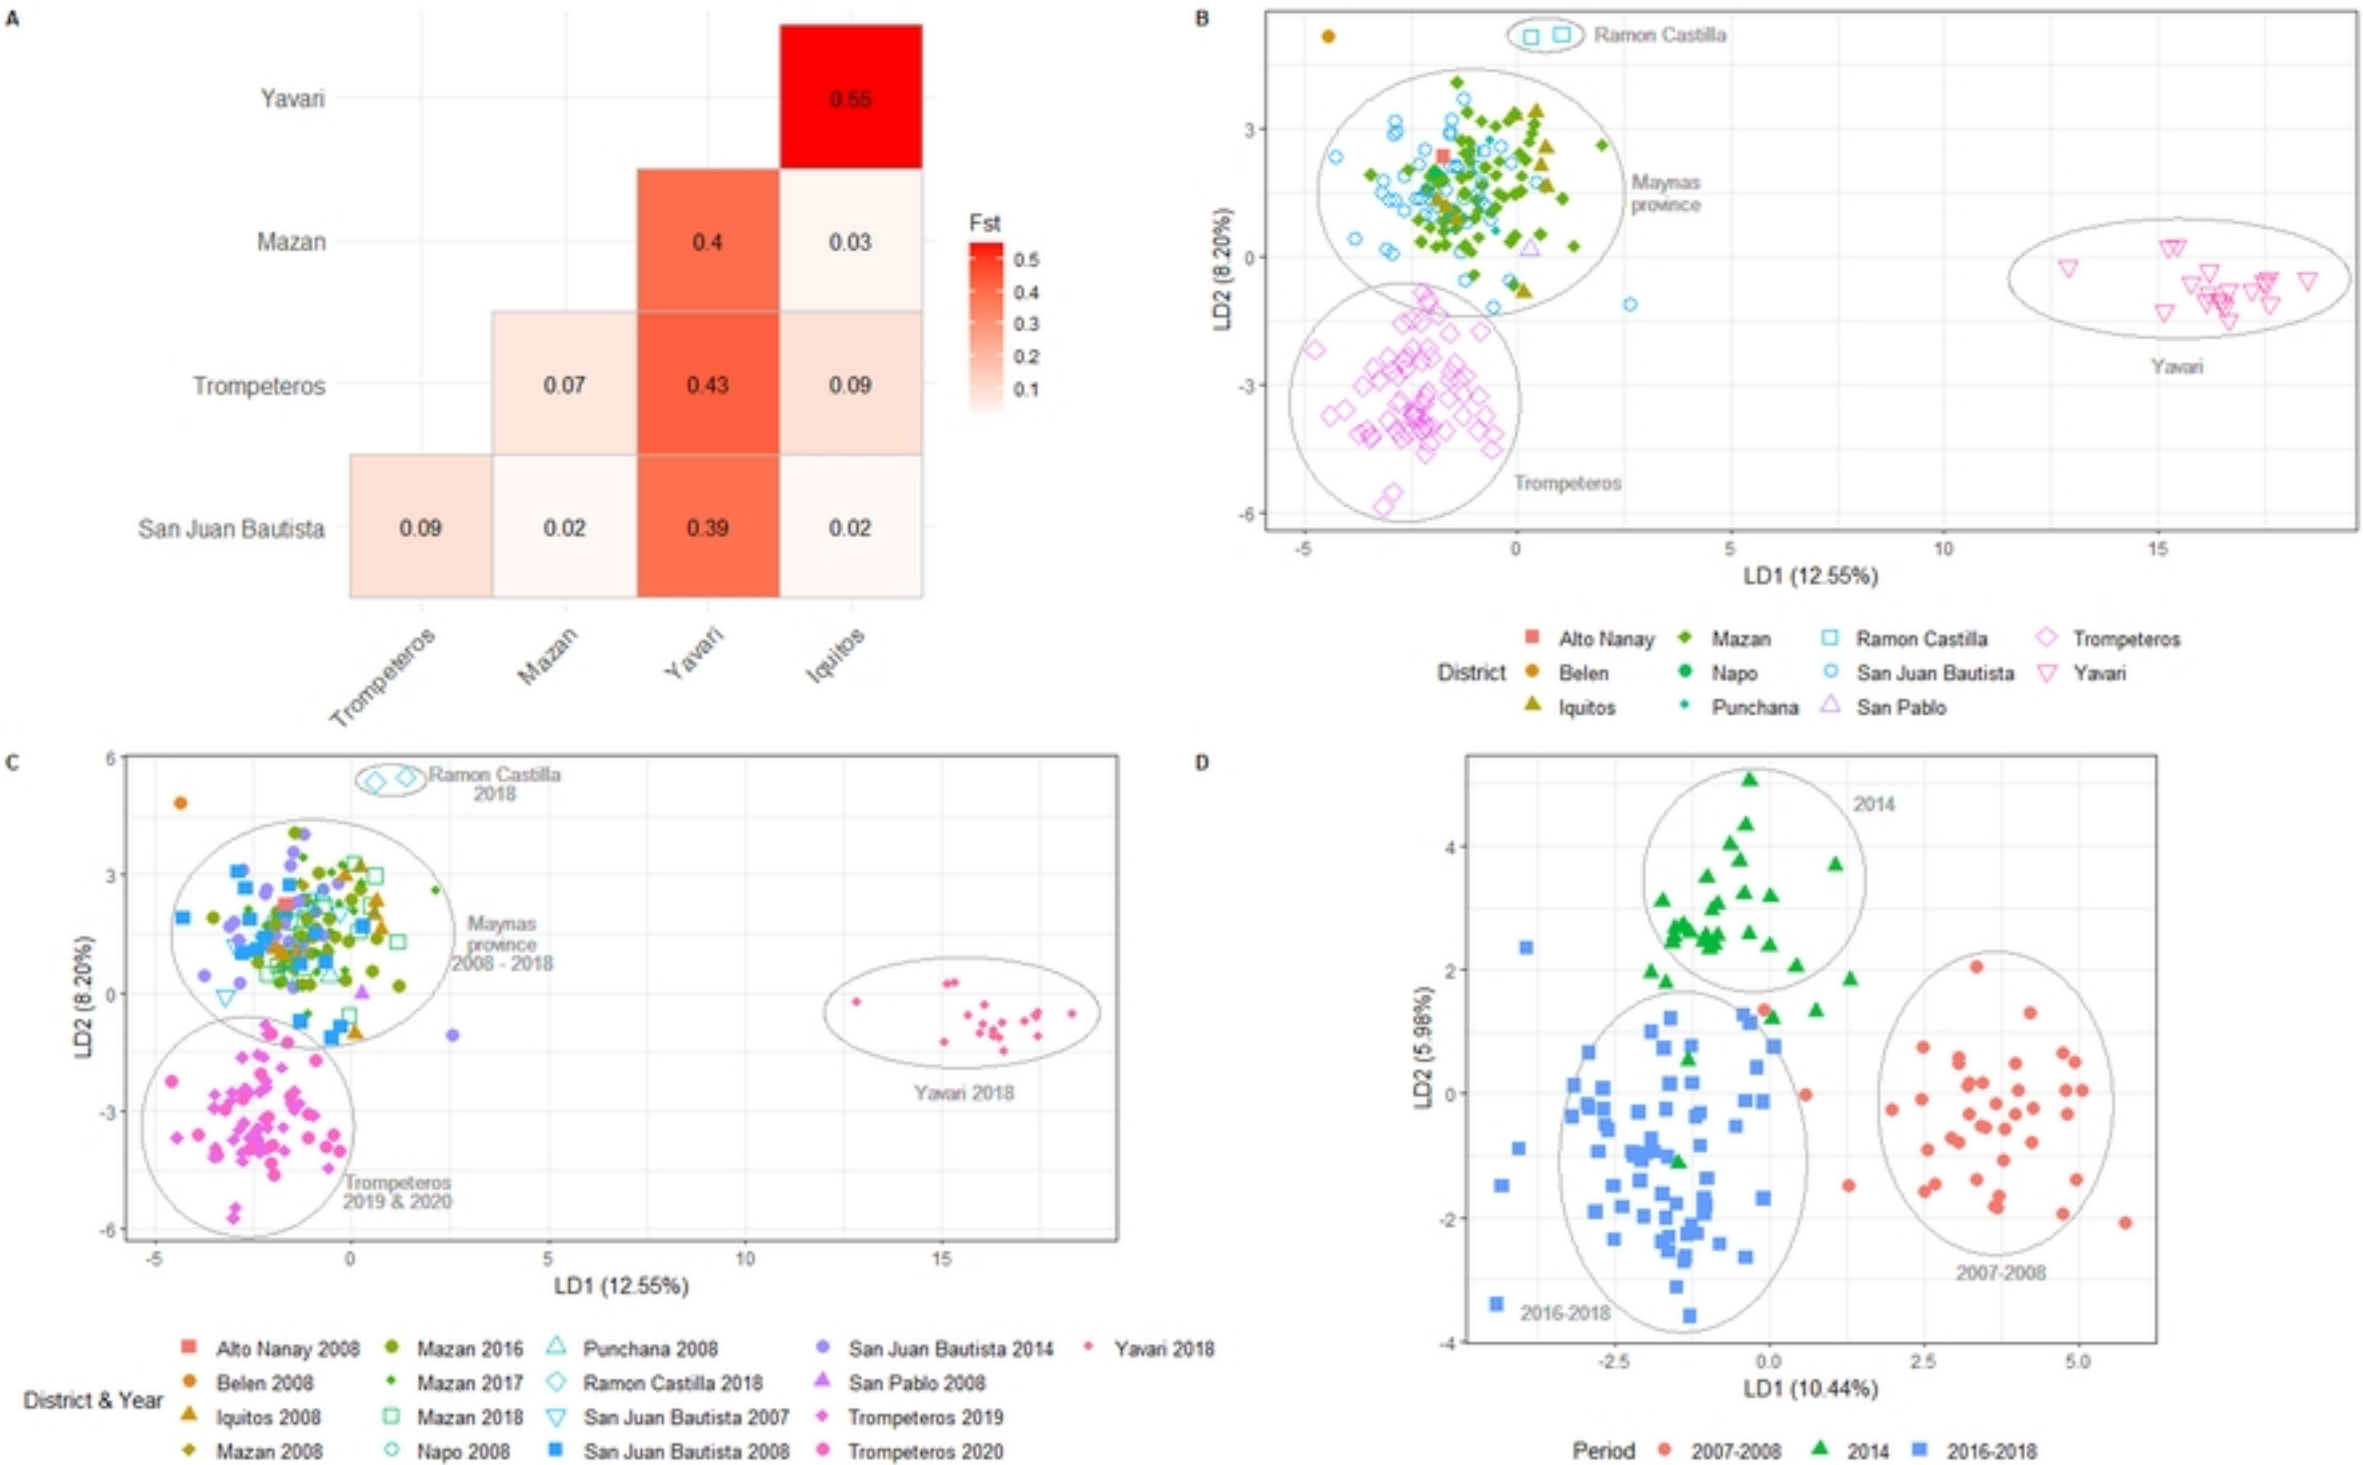 A
Yavari
0.55
Mazan
0.4
0.03
Trompeteros
0.07
0.43
0.09
San Juan Bautista
0.09
0.02
0.39
0.02
Trompeteros
Mazan
Yavari
Iquitos
Fst
0.5
0.4
0.3
0.2
0.1
B
Ramon Castilla
Maynas
province
Yavari
Trompeteros
LD2 (8.20%)
3
0
-3
-6
-5
0
5
10
15
LD1 (12.55%)
District
Alto Nanay
Belen
Iquitos
Mazan
Napo
Punchana
Ramon Castilla
San Juan Bautista
San Pablo
Trompeteros
Yavari
C
Ramon Castilla
2018
Maynas
province
2008 - 2018
Yavari 2018
Trompeteros
2019 & 2020
LD2 (8.20%)
6
3
0
-3
-6
-5
0
5
10
15
LD1 (12.55%)
District & Year
Alto Nanay 2008
Belen 2008
Iquitos 2008
Mazan 2008
Mazan 2016
Mazan 2017
Mazan 2018
Napo 2008
Punchana 2008
Ramon Castilla 2018
San Juan Bautista 2007
San Juan Bautista 2008
San Juan Bautista 2014
San Pablo 2008
Trompeteros 2019
Trompeteros 2020
Yavari 2018
D
2014
2007-2008
2016-2018
LD2 (5.98%)
4
2
0
-2
-4
-2.5
0.0
2.5
5.0
LD1 (10.44%)
Period
2007-2008
2014
2016-2018